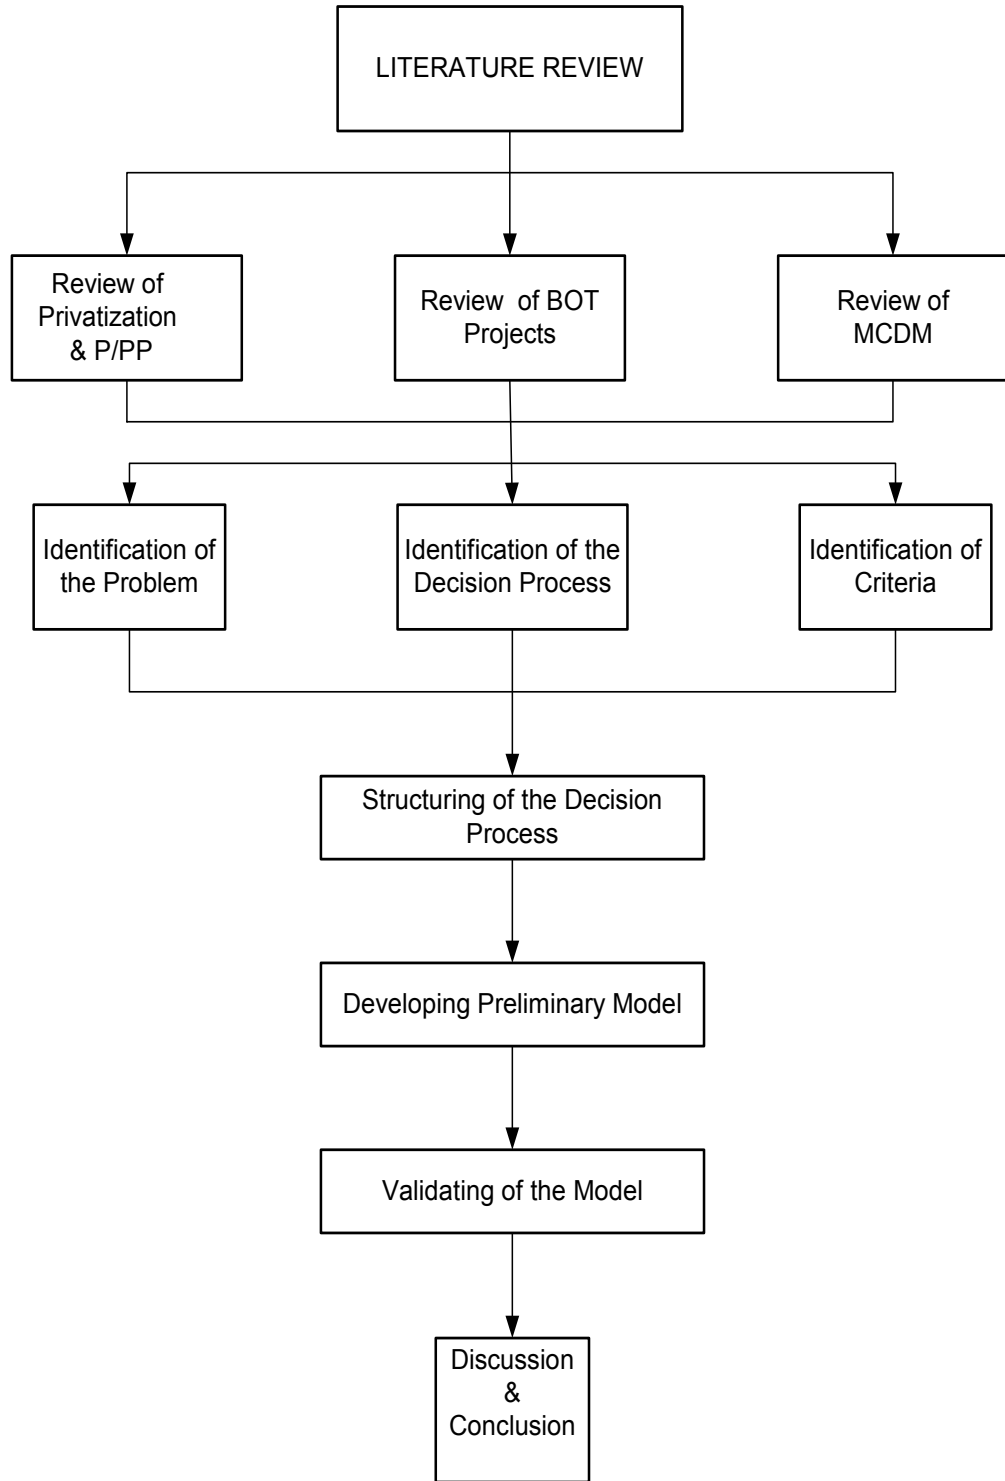 LITERATURE REVIEW
Review of
Privatization
& P/PP
Review of BOT
Projects
Review of
MCDM
Identification of
the Problem
Identification of the
Decision Process
Identification of
Criteria
Structuring of the Decision
Process
Developing Preliminary Model
Validating of the Model
Discussion
&
Conclusion